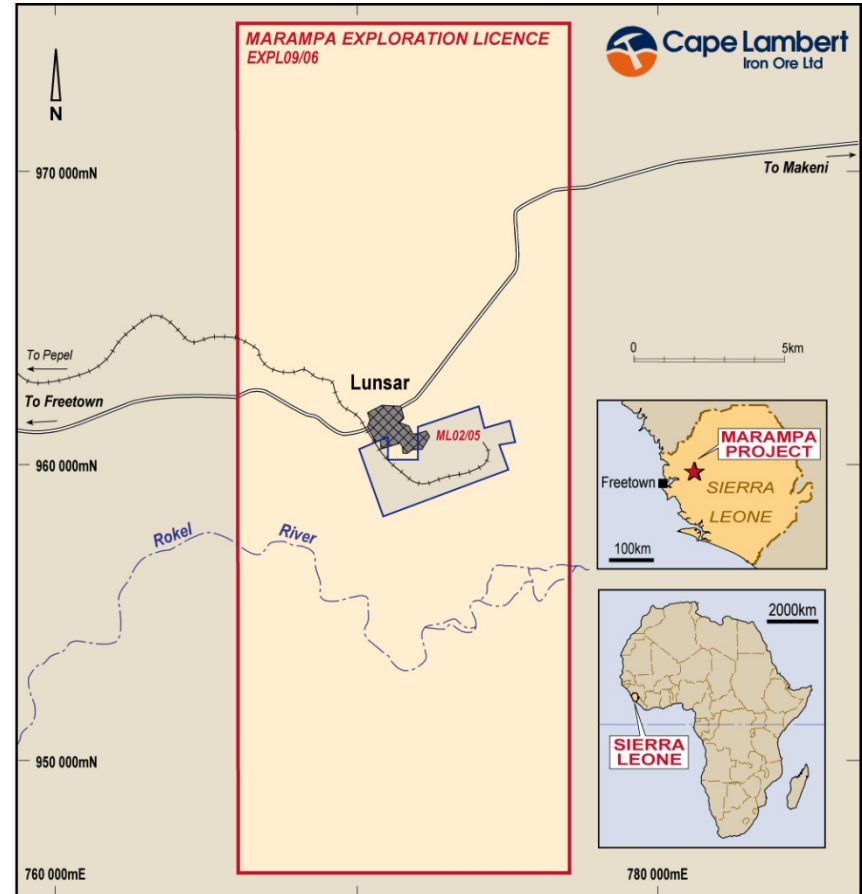 MARAMPA EXPLORATION LICENCE
EXPL09/06
Cape Lambert
Iron Ore Ltd
N
970 000mN
To Makeni
0
5km
To Pepel
Lunsar
To Freetown
ML02/05
960 000mN
MARAMPA
PROJECT
Freetown
SIERRA
LEONE
100km
Rokel
River
2000km
SIERRA
LEONE
950 000mN
760 000mE
780 000mE